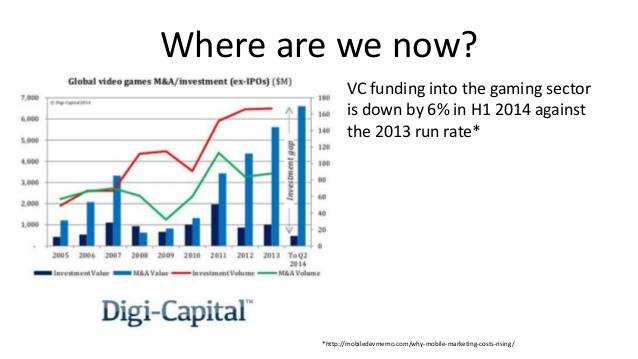 Where are we now?
Global video games M&A/investment (ex-IPOs) ($M)
VC funding into the gaming sector
is down by 6% in H1 2014 against
the 2013 run rate*
© Digi-Capital 2014
7,000
6,000
5,000
4,000
3,000
2,000
1,000
-
180
160
140
120
100
80
60
40
20
0
Investment gap
2005 2006 2007 2008 2009 2010 2011 2012 2013 To Q2
2014
Investment Value M&A Value Investment Volume M&A Volume
Digi-Capital™
*http://mobiledevmemo.com/why-mobile-marketing-costs-rising/